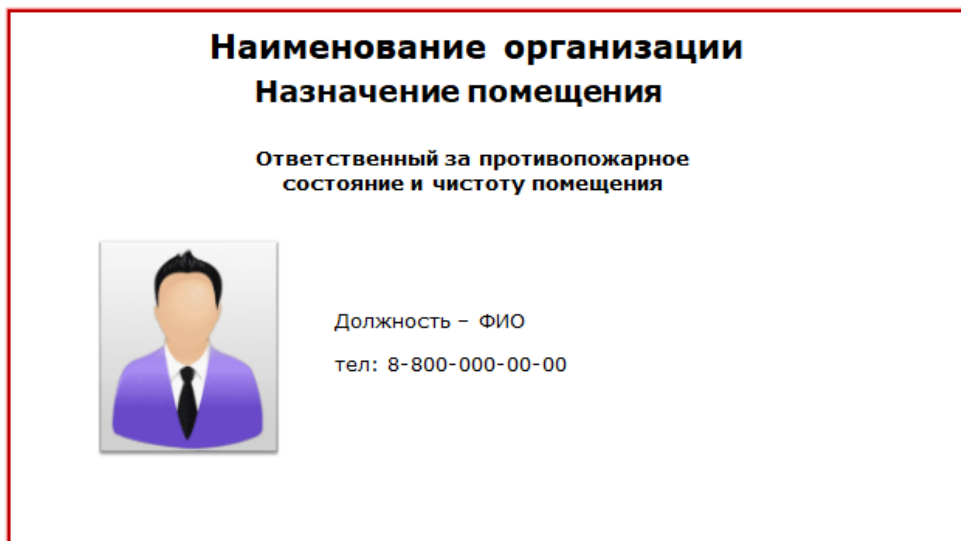 Наименование организации
Назначение помещения
Ответственный за противопожарное
состояние и чистоту помещения
Должность – ФИО
тел: 8-800-000-00-00